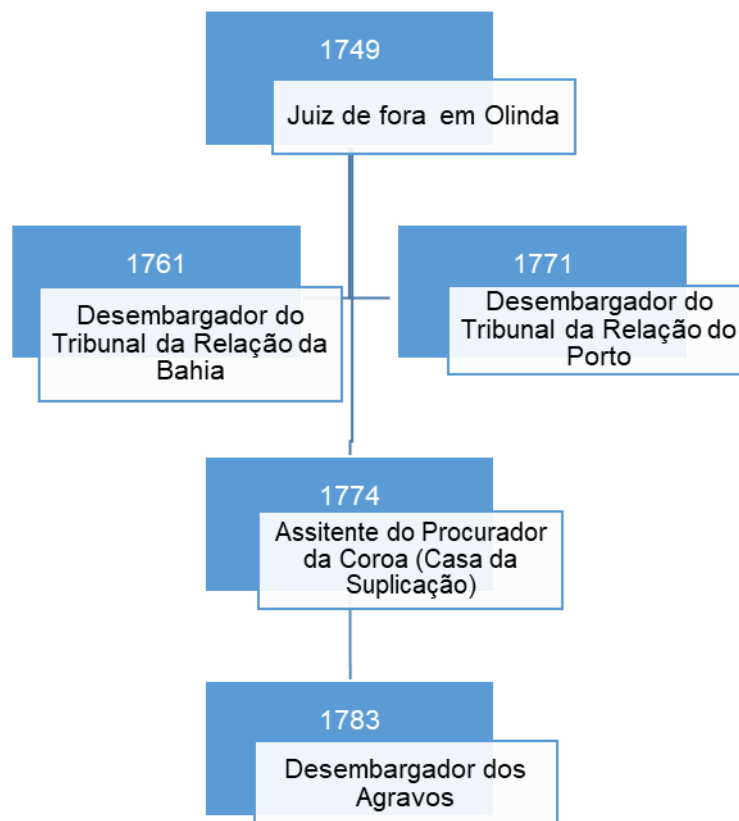 1749
Juiz de fora em Olinda
1761
Desembargador do
Tribunal da Relação da
Bahia
1771
Desembargador do
Tribunal da Relação do
Porto
1774
Assitente do Procurador
da Coroa (Casa da
Suplicação)
1783
Desembargador dos
Agravos